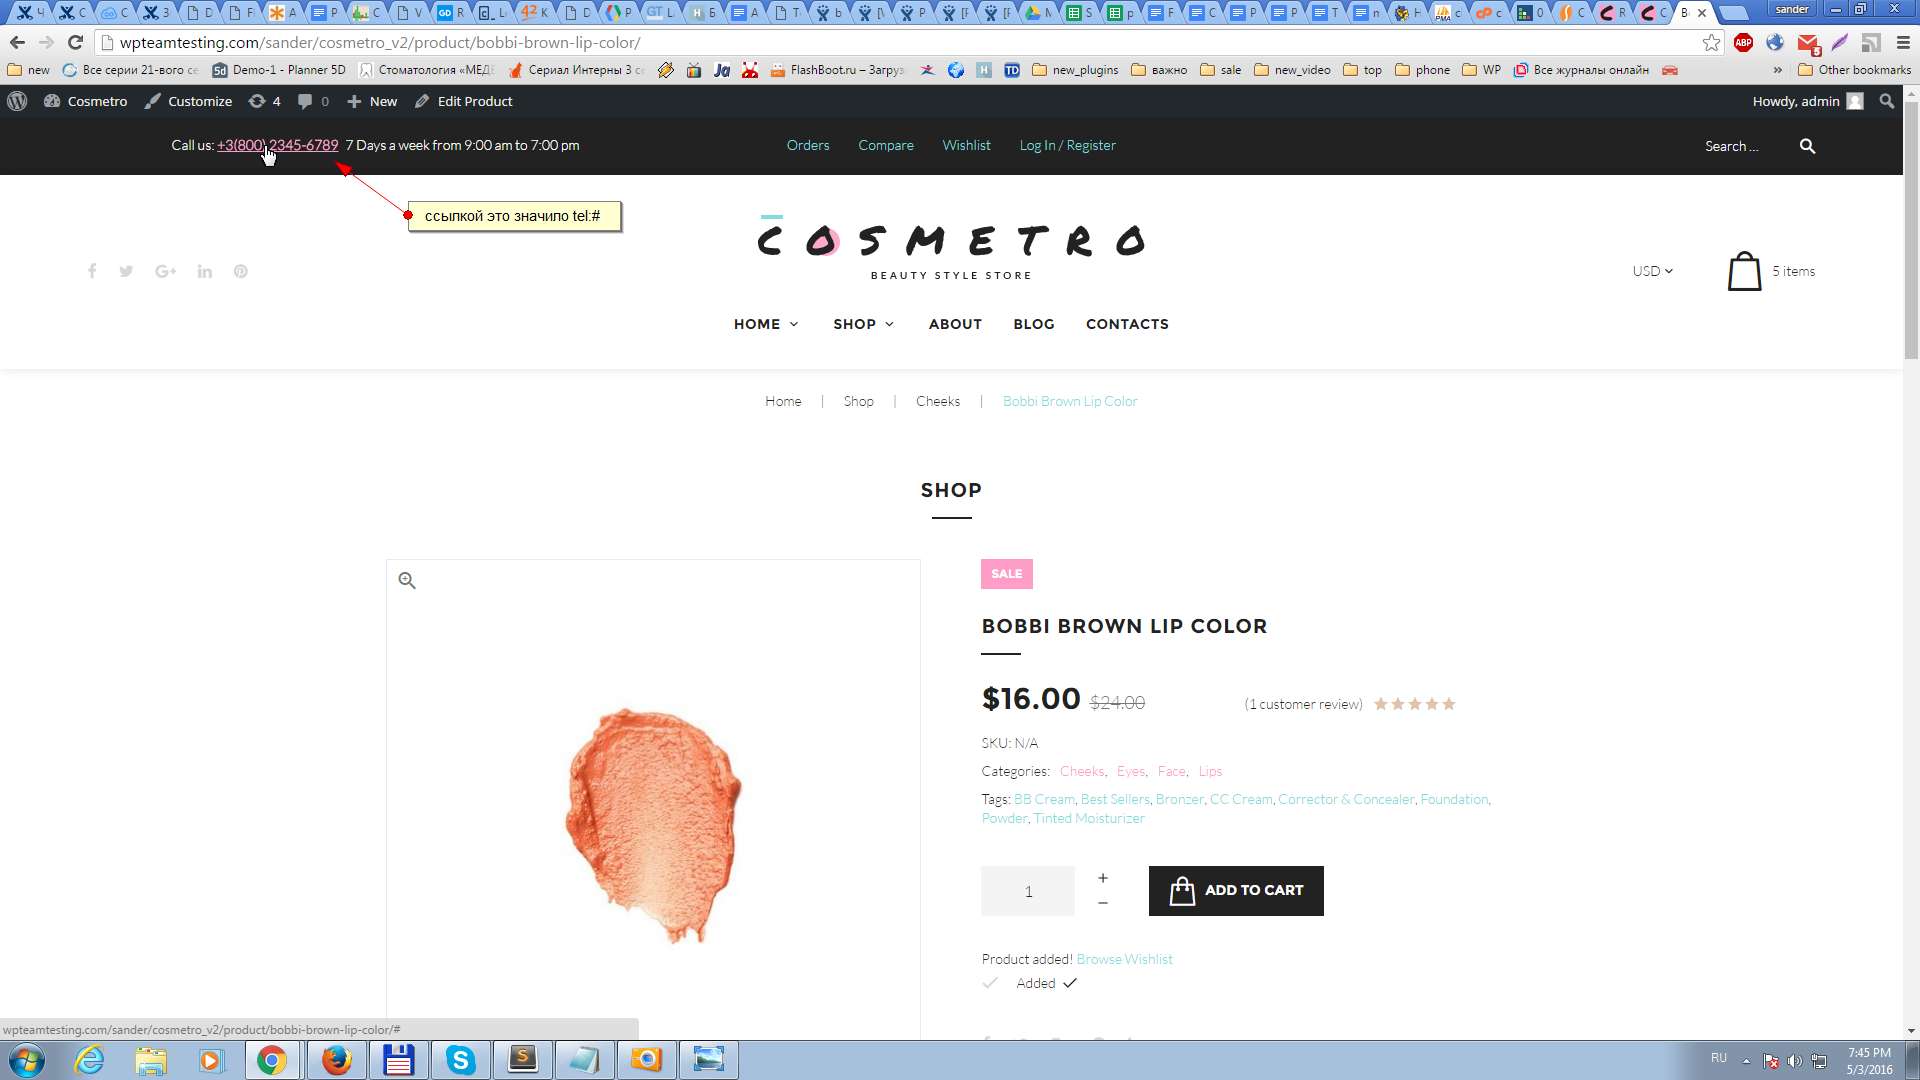 sander
wpteamtesting.com/sander/cosmetro_v2/product/bobbi-brown-lip-color/
new
Все серии 21-вого се
Demo-1 - Planner 5D
Стоматология «МЕД
Сериал Интерны 3 с
FlashBoot.ru – Загруз
new_plugins
важно
sale
new_video
top
phone
WP
Все журналы онлайн
» Other bookmarks
Cosmetro
Customize
4
0
New
Edit Product
Howdy, admin
Call us: +3(800) 2345-6789 7 Days a week from 9:00 am to 7:00 pm
Orders
Compare
Wishlist
Log In / Register
Search ...
ссылкой это значило tel:#
COSMETRO
BEAUTY STYLE STORE
USD
5 items
HOME
SHOP
ABOUT
BLOG
CONTACTS
Home | Shop | Cheeks | Bobbi Brown Lip Color
SHOP
SALE
BOBBI BROWN LIP COLOR
$16.00 $24.00
(1 customer review)
SKU: N/A
Categories: Cheeks, Eyes, Face, Lips
Tags: BB Cream, Best Sellers, Bronzer, CC Cream, Corrector & Concealer, Foundation,
Powder, Tinted Moisturizer
1
+
−
ADD TO CART
Product added! Browse Wishlist
Added
wpteamtesting.com/sander/cosmetro_v2/product/bobbi-brown-lip-color/#
RU
7:45 PM
5/3/2016